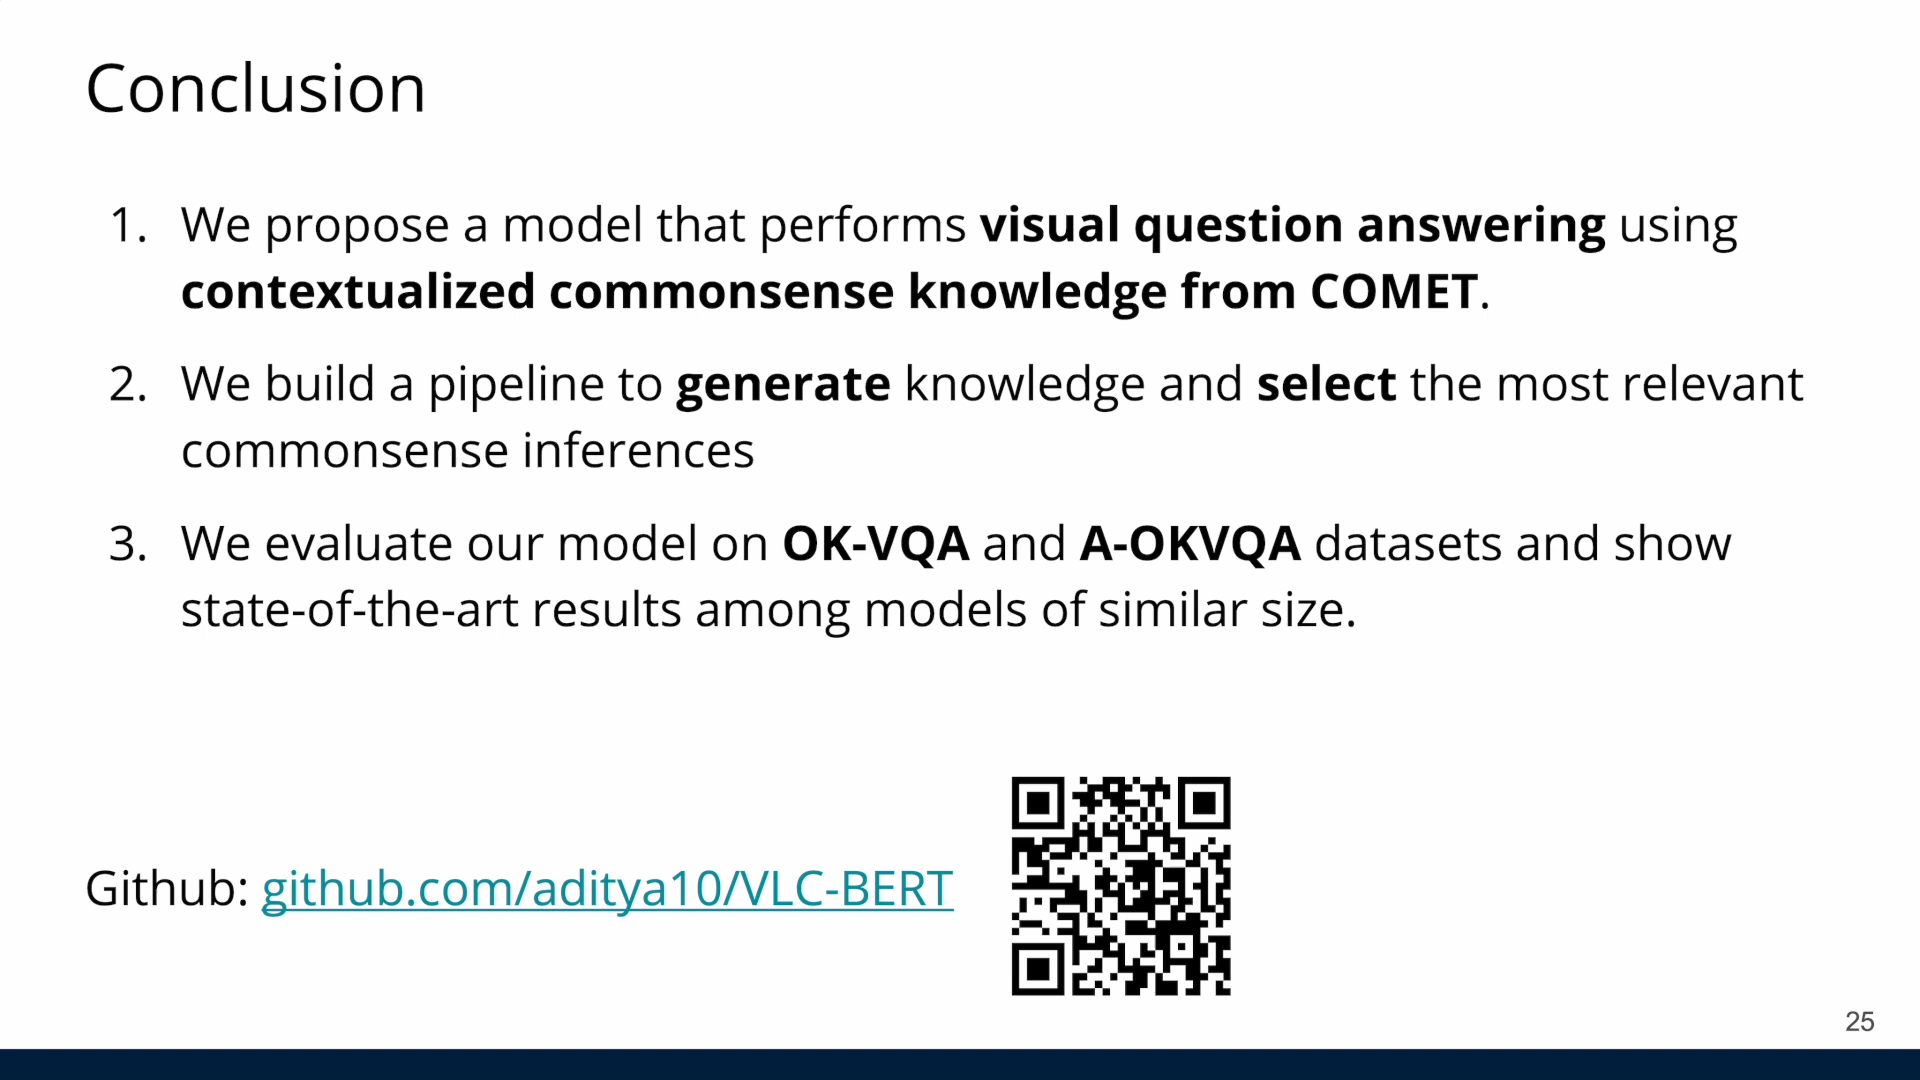 Conclusion
1. We propose a model that performs visual question answering using
contextualized commonsense knowledge from COMET.
2. We build a pipeline to generate knowledge and select the most relevant
commonsense inferences
3. We evaluate our model on OK-VQA and A-OKVQA datasets and show
state-of-the-art results among models of similar size.
Github: github.com/aditya10/VLC-BERT
25